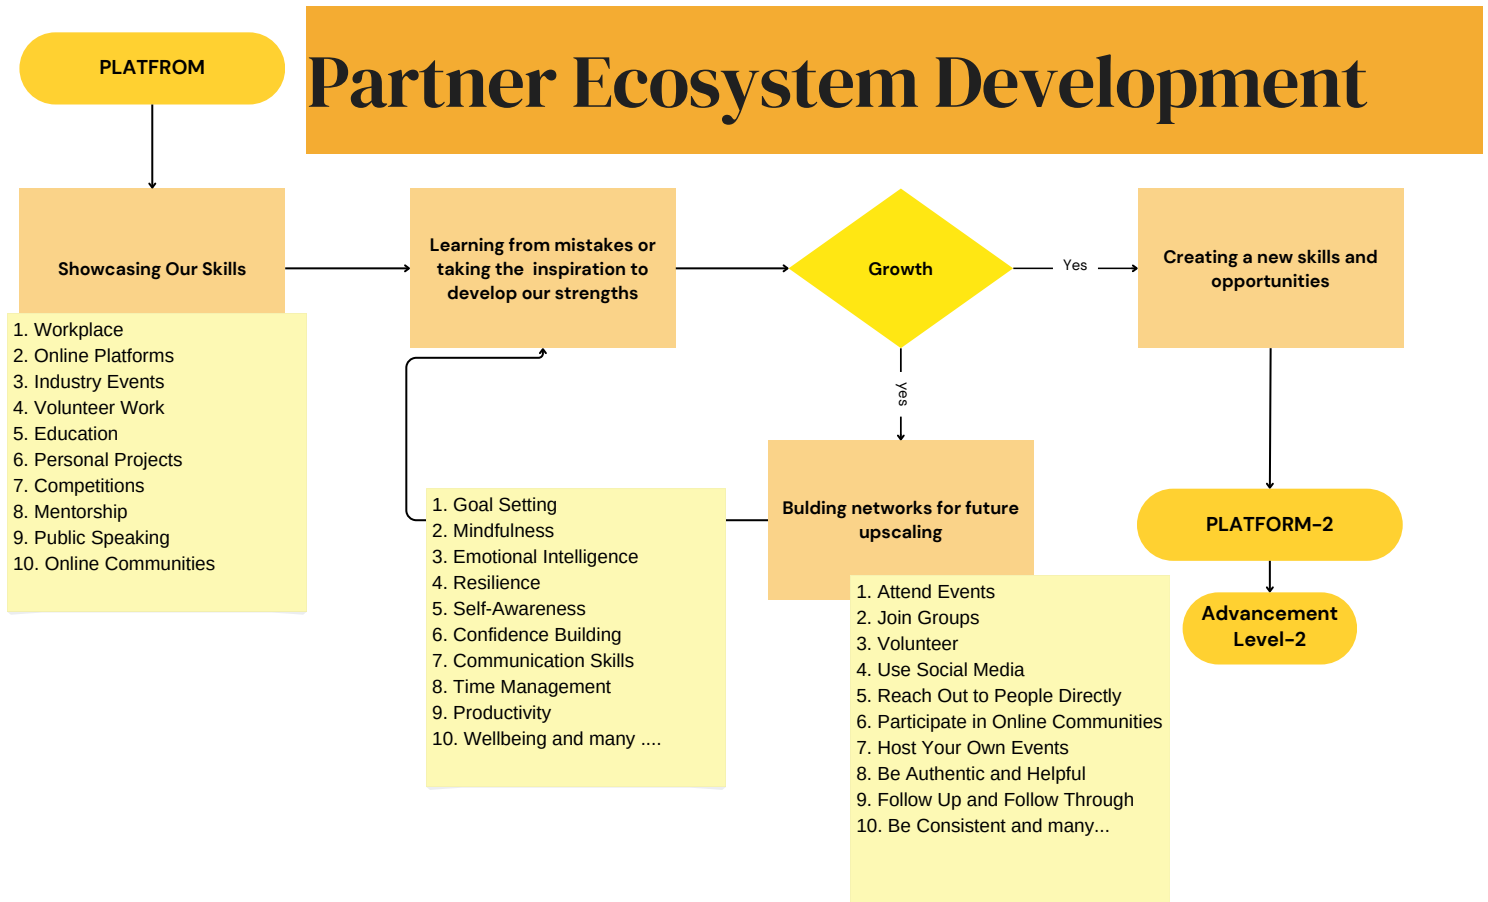 PLATFROM
Partner Ecosystem Development
Showcasing Our Skills
1. Workplace
2. Online Platforms
3. Industry Events
4. Volunteer Work
5. Education
6. Personal Projects
7. Competitions
8. Mentorship
9. Public Speaking
10. Online Communities
Learning from mistakes or
taking the inspiration to
develop our strengths
Growth
Yes
Creating a new skills and
opportunities
yes
1. Goal Setting
2. Mindfulness
3. Emotional Intelligence
4. Resilience
5. Self-Awareness
6. Confidence Building
7. Communication Skills
8. Time Management
9. Productivity
10. Wellbeing and many ....
Bulding networks for future
upscaling
1. Attend Events
2. Join Groups
3. Volunteer
4. Use Social Media
5. Reach Out to People Directly
6. Participate in Online Communities
7. Host Your Own Events
8. Be Authentic and Helpful
9. Follow Up and Follow Through
10. Be Consistent and many...
PLATFORM-2
Advancement
Level-2